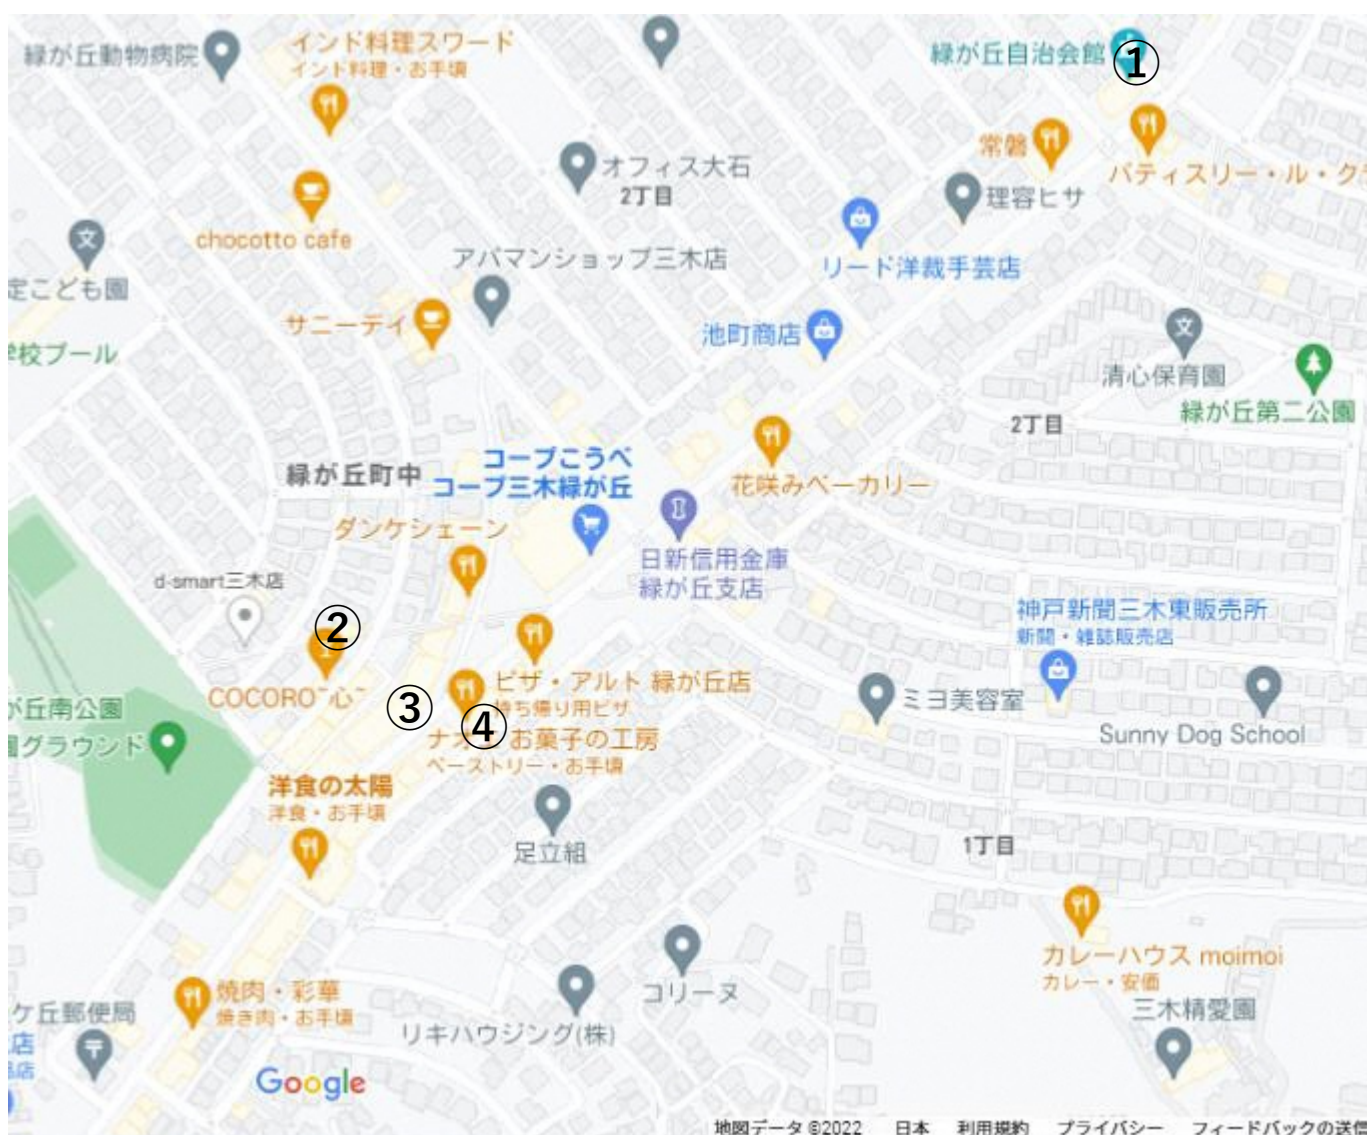 緑が丘動物病院
インド料理スワード
インド料理・お手頃
緑が丘自治会館
①
常磐
パティスリー・ル・ク
オフィス大石
2丁目
理容ヒサ
chocotto cafe
アパマンショップ三木店
リード洋裁手芸店
定こども園
サニーデイ
池町商店
学校プール
清心保育園
緑が丘第二公園
2丁目
緑が丘町中
コープこうべ
コープ三木緑が丘
花咲みベーカリー
ダンケシェーン
日新信用金庫
緑が丘支店
d-smart三木店
神戸新聞三木東販売所
新聞・雑誌販売店
②
COCORO~心~
③
ピザ・アルト 緑が丘店
持ち帰り用ピザ
④
ミヨ美容室
が丘南公園
園グラウンド
お菓子の工房
ペーストリー・お手頃
Sunny Dog School
洋食の太陽
洋食・お手頃
足立組
1丁目
カレーハウス moimoi
カレー・安価
焼肉・彩華
焼き肉・お手頃
コリーヌ
ケ丘郵便局
リキハウジング(株)
三木精愛園
店
Google
地図データ ©2022 日本 利用規約 プライバシー フィードバックの送信